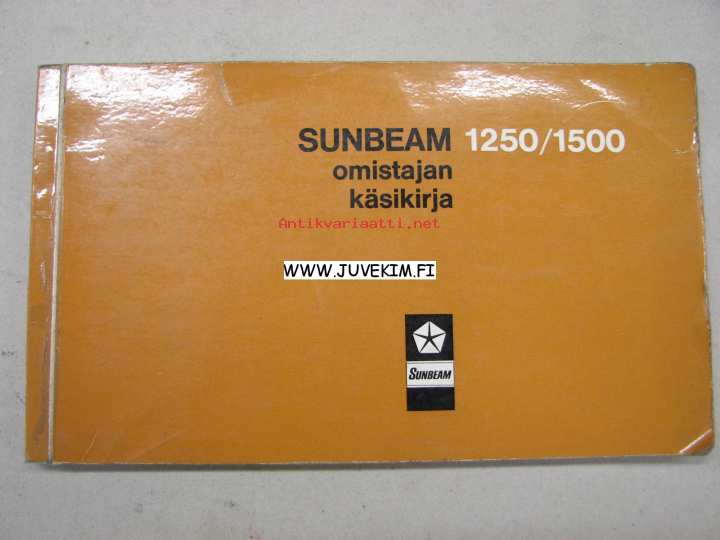 SUNBEAM 1250/1500
omistajan
käsikirja
Antikvariaatti.net
WWW.JUVEKIM.FI
SUNBEAM